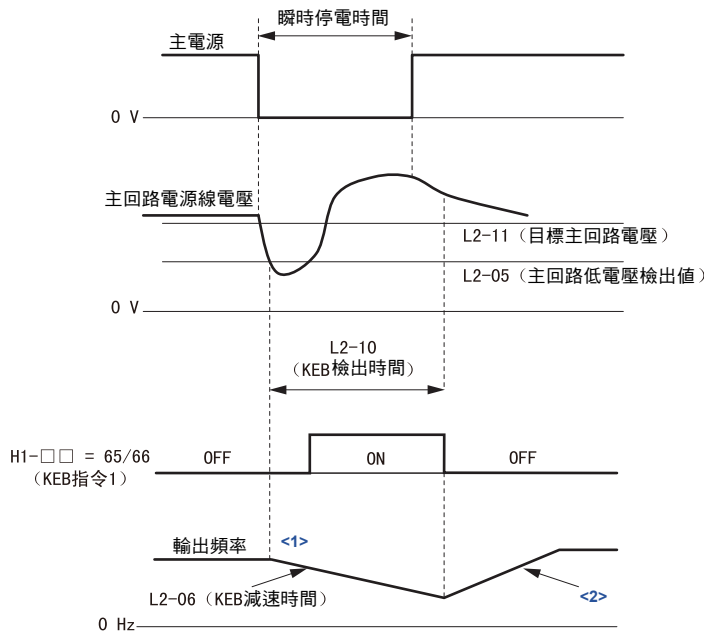 瞬時停電時間
主電源
0 V
主回路電源線電壓
L2-11（目標主回路電壓）
L2-05（主回路低電壓檢出值）
0 V
L2-10
（KEB檢出時間）
H1-□□ = 65/66
（KEB指令1）
OFF
ON
OFF
輸出頻率
<1>
L2-06（KEB減速時間）
<2>
0 Hz